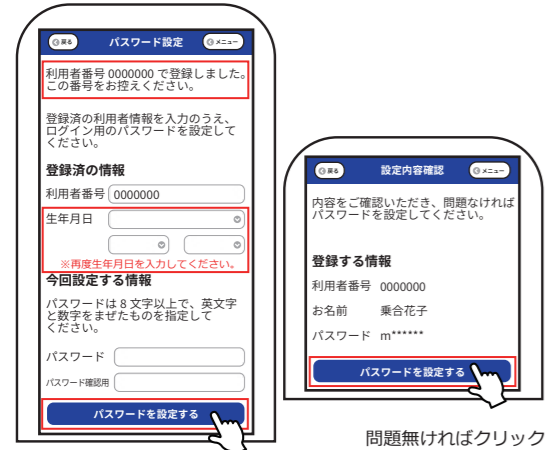 戻る
パスワード設定
メニュー
利用者番号 0000000 で登録しました。
この番号をお控えください。
登録済の利用者情報を入力のうえ、
ログイン用のパスワードを設定して
ください。
登録済の情報
利用者番号 0000000
生年月日
※再度生年月日を入力してください。
今回設定する情報
パスワードは 8 文字以上で、英文字
と数字をまぜたものを指定して
ください。
パスワード
パスワード確認用
パスワードを設定する
戻る
設定内容確認
メニュー
内容をご確認いただき、問題なければ
パスワードを設定してください。
登録する情報
利用者番号 0000000
お名前 乗合花子
パスワード m******
パスワードを設定する
問題無ければクリック